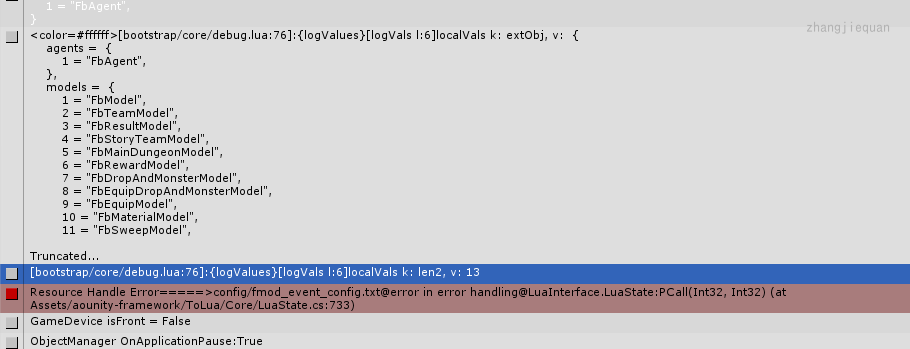 1 = "FbAgent",
}
<color=#ffffff>[bootstrap/core/debug.lua:76]:{logValues}[logVals l:6]localVals k: extObj, v:  {
agents =  {
1 = "FbAgent",
},
models =  {
1 = "FbModel",
2 = "FbTeamModel",
3 = "FbResultModel",
4 = "FbStoryTeamModel",
5 = "FbMainDungeonModel",
6 = "FbRewardModel",
7 = "FbDropAndMonsterModel",
8 = "FbEquipDropAndMonsterModel",
9 = "FbEquipModel",
10 = "FbMaterialModel",
11 = "FbSweepModel",
Truncated...
[bootstrap/core/debug.lua:76]:{logValues}[logVals l:6]localVals k: len2, v: 13
Resource Handle Error=====>config/fmod_event_config.txt@error in error handling@LuaInterface.LuaState:PCall(Int32, Int32) (at
Assets/aounity-framework/ToLua/Core/LuaState.cs:733)
GameDevice isFront = False
ObjectManager OnApplicationPause:True
zhangjiequan